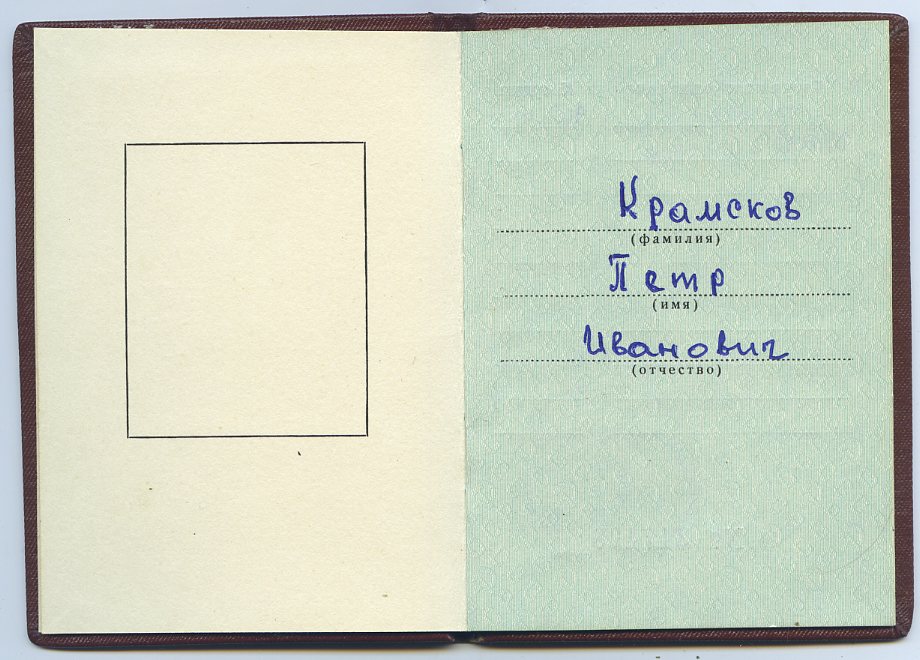 Крамсков
(фамилия)
Петр
(имя)
Иванович
(отчество)